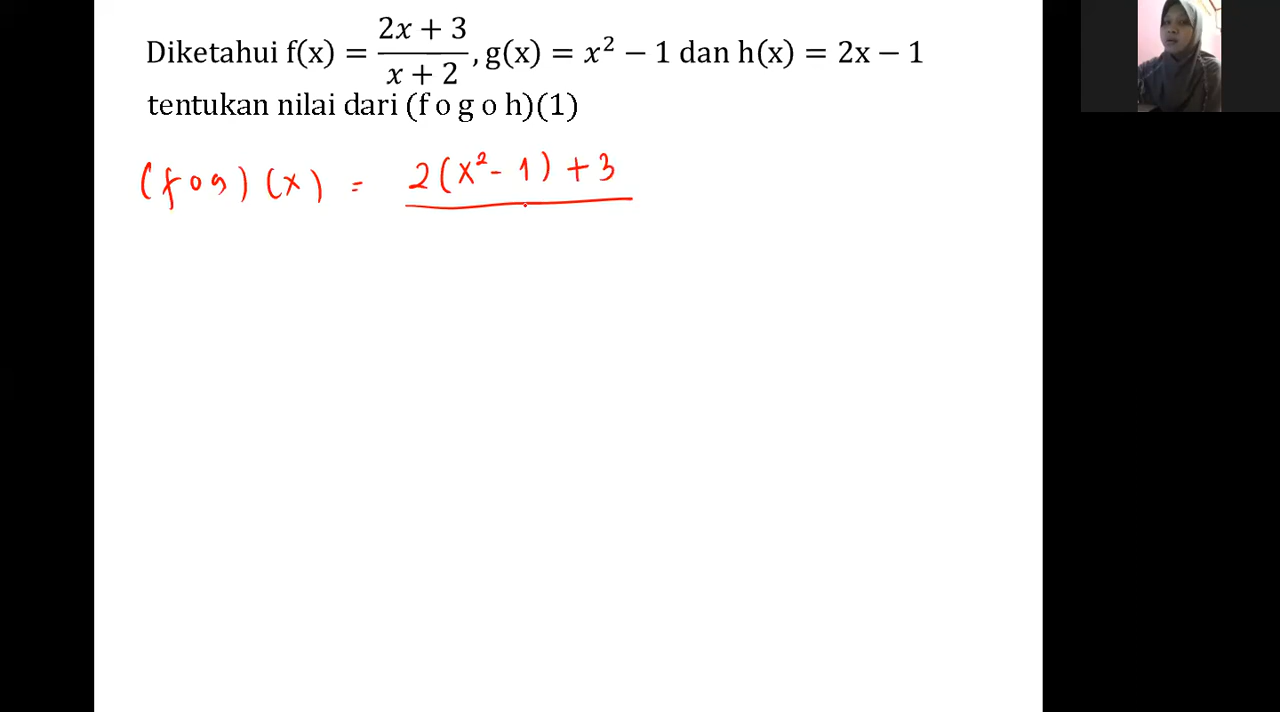 Diketahui f(x) = (2x + 3)/(x + 2), g(x) = x² − 1 dan h(x) = 2x − 1
tentukan nilai dari (f o g o h)(1)
(f o g) (x) = 2(x² - 1) + 3